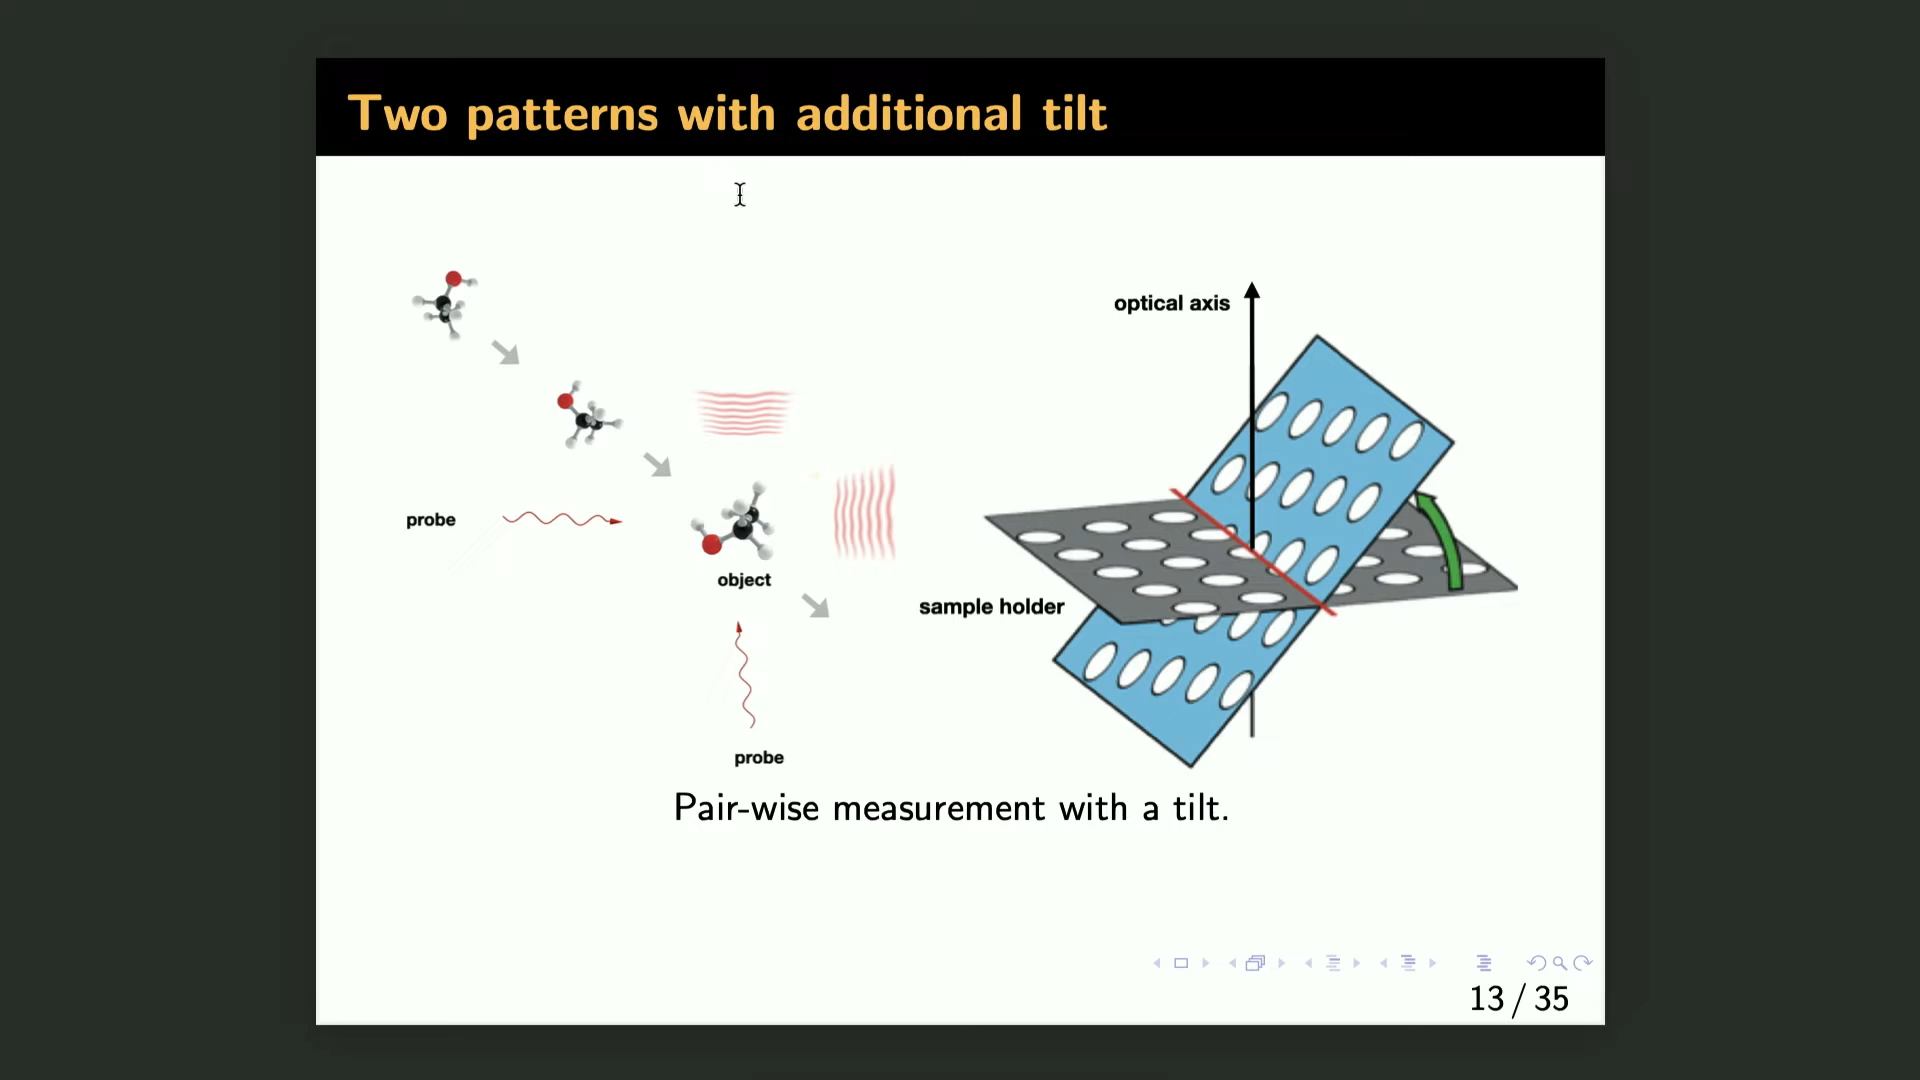 Two patterns with additional tilt
optical axis
probe
object
sample holder
probe
Pair-wise measurement with a tilt.
13 / 35